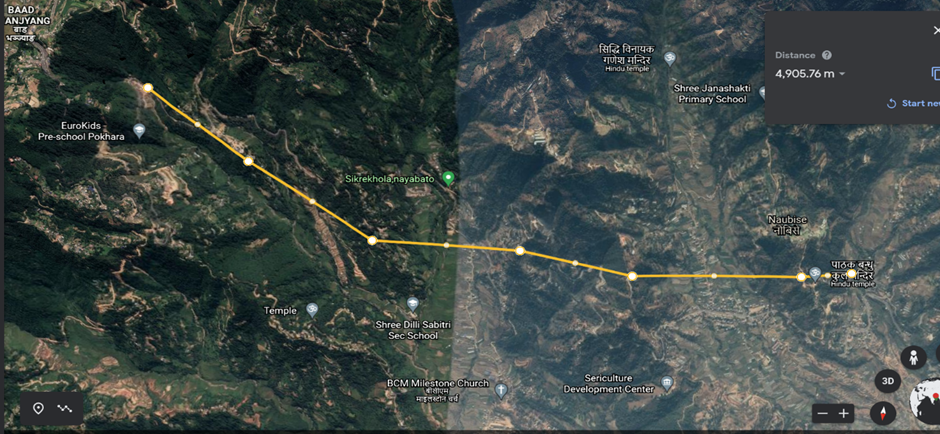 BAAD
ANJYANG
बाड
भञ्ज्याङ
EuroKids
Pre-school Pokhara
Sikrekhola,nayabato
सिद्धि विनायक
गणेश मन्दिर
Hindu temple
Shree Janashakti
Primary School
Distance
4,905.76 m
Start new
Naubise
नौबिसे
पाठक बन्धु
कुल मन्दिर
Hindu temple
Temple
Shree Dilli Sabitri
Sec School
BCM Milestone Church
बीसीएम
माइलस्टोन चर्च
Sericulture
Development Center
3D